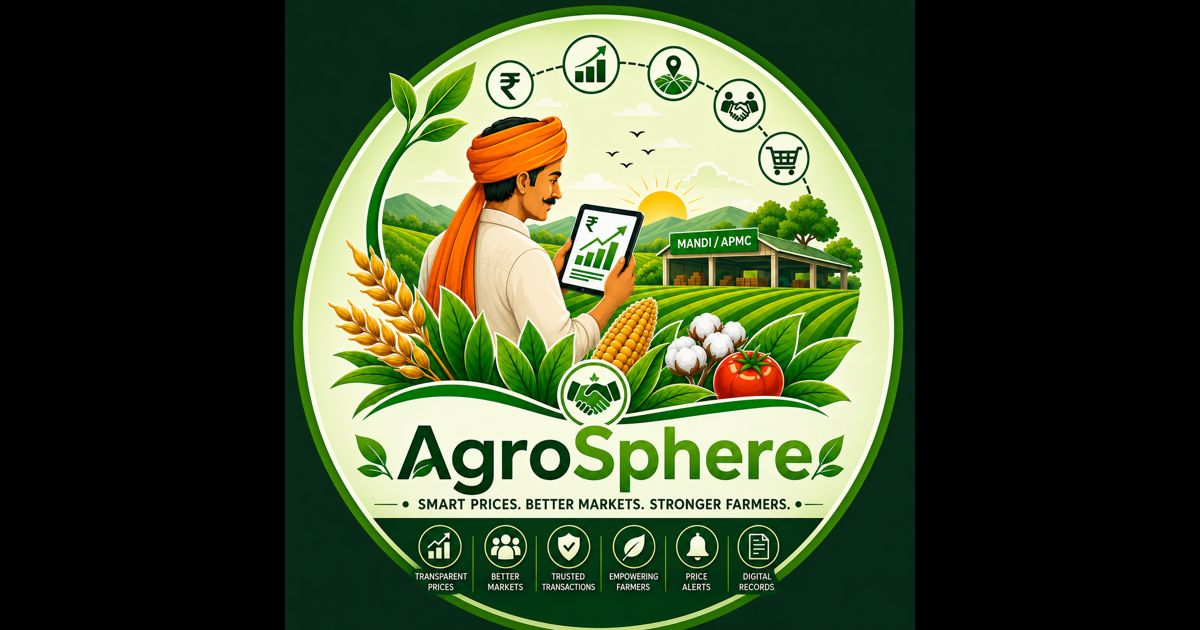 ₹
₹
MANDI / APMC
AgroSphere
SMART PRICES. BETTER MARKETS. STRONGER FARMERS.
TRANSPARENT
PRICES
BETTER
MARKETS
TRUSTED
TRANSACTIONS
EMPOWERING
FARMERS
PRICE
ALERTS
DIGITAL
RECORDS